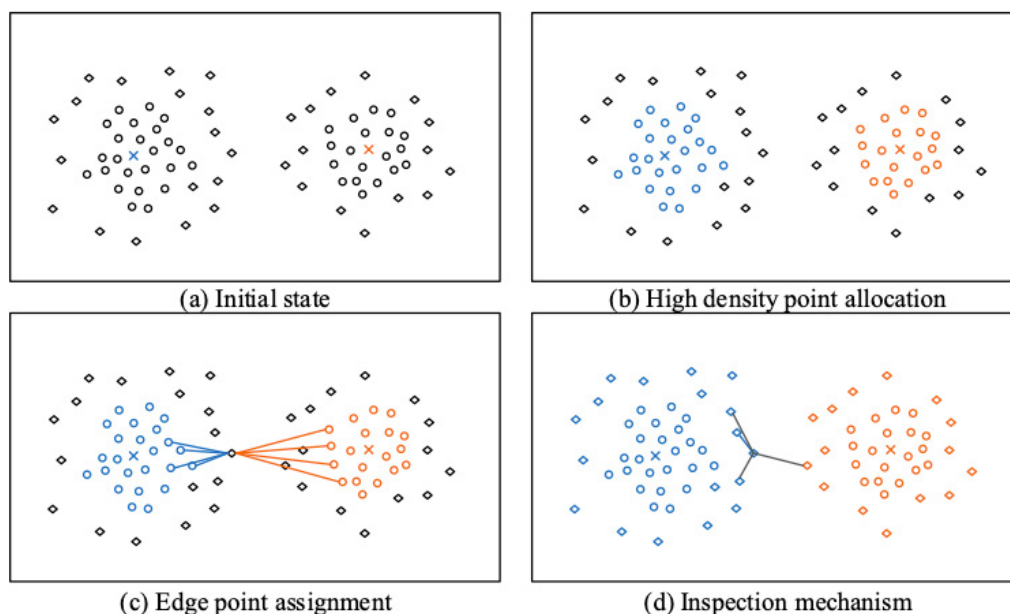 (a) Initial state
(b) High density point allocation
(c) Edge point assignment
(d) Inspection mechanism